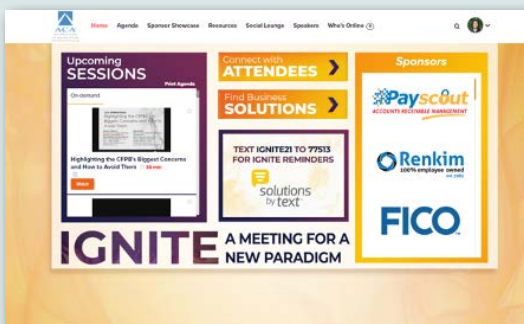 ACA
Home Agenda Sponsor Showcase Resources Social Lounge Speakers Who's Online
Upcoming
SESSIONS
Print Agenda
On-demand
Highlighting the CFPB's Biggest Concerns
and How to Avoid Them
Connect with
ATTENDEES
Find Business
SOLUTIONS
TEXT IGNITE21 TO 77513
FOR IGNITE REMINDERS
solutions
by text
Sponsors
Payscout
ACCOUNTS RECEIVABLE MANAGEMENT
Renkim
100% employee owned
FICO
IGNITE A MEETING FOR A
NEW PARADIGM